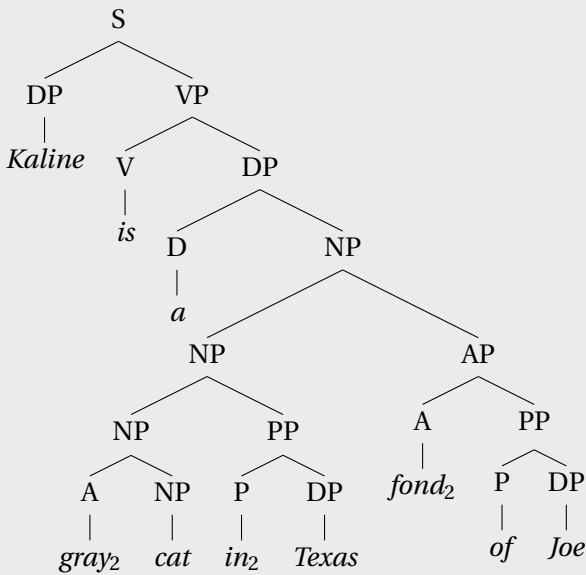 S
DP VP
Kaline V DP
is D NP
a
NP AP
NP PP A PP
A NP P DP fond₂ P DP
gray₂ cat in₂ Texas of Joe